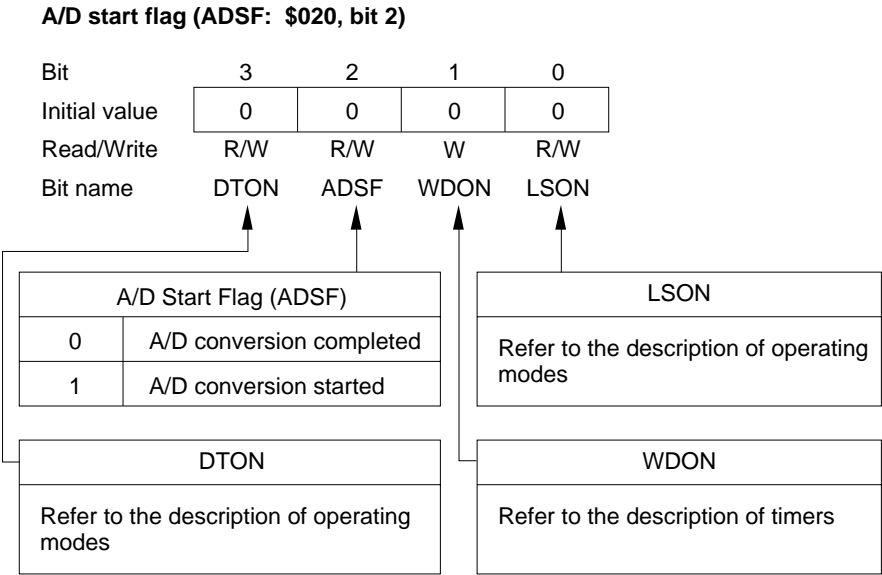 A/D start flag (ADSF: $020, bit 2)
Bit 3 2 1 0
Initial value 0 0 0 0
Read/Write R/W R/W W R/W
Bit name DTON ADSF WDON LSON
A/D Start Flag (ADSF)
0 A/D conversion completed
1 A/D conversion started
LSON
Refer to the description of operating
modes
DTON
Refer to the description of operating
modes
WDON
Refer to the description of timers